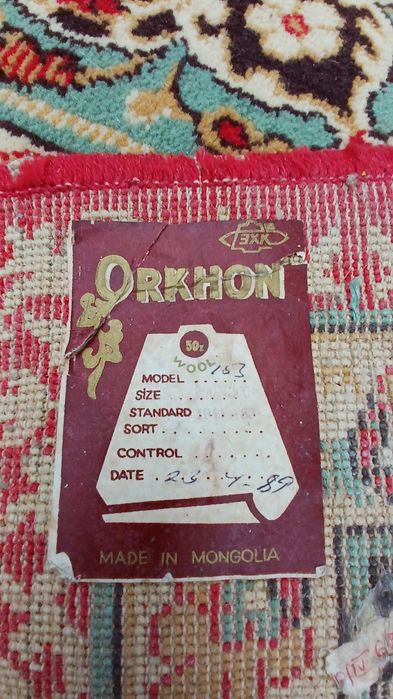 ЭХК
ORKHON
50%
WOOL
MODEL ..... 153
SIZE ......
STANDARD ....
SORT ........
CONTROL .....
DATE . 23 . 4 - 89
MADE IN MONGOLIA